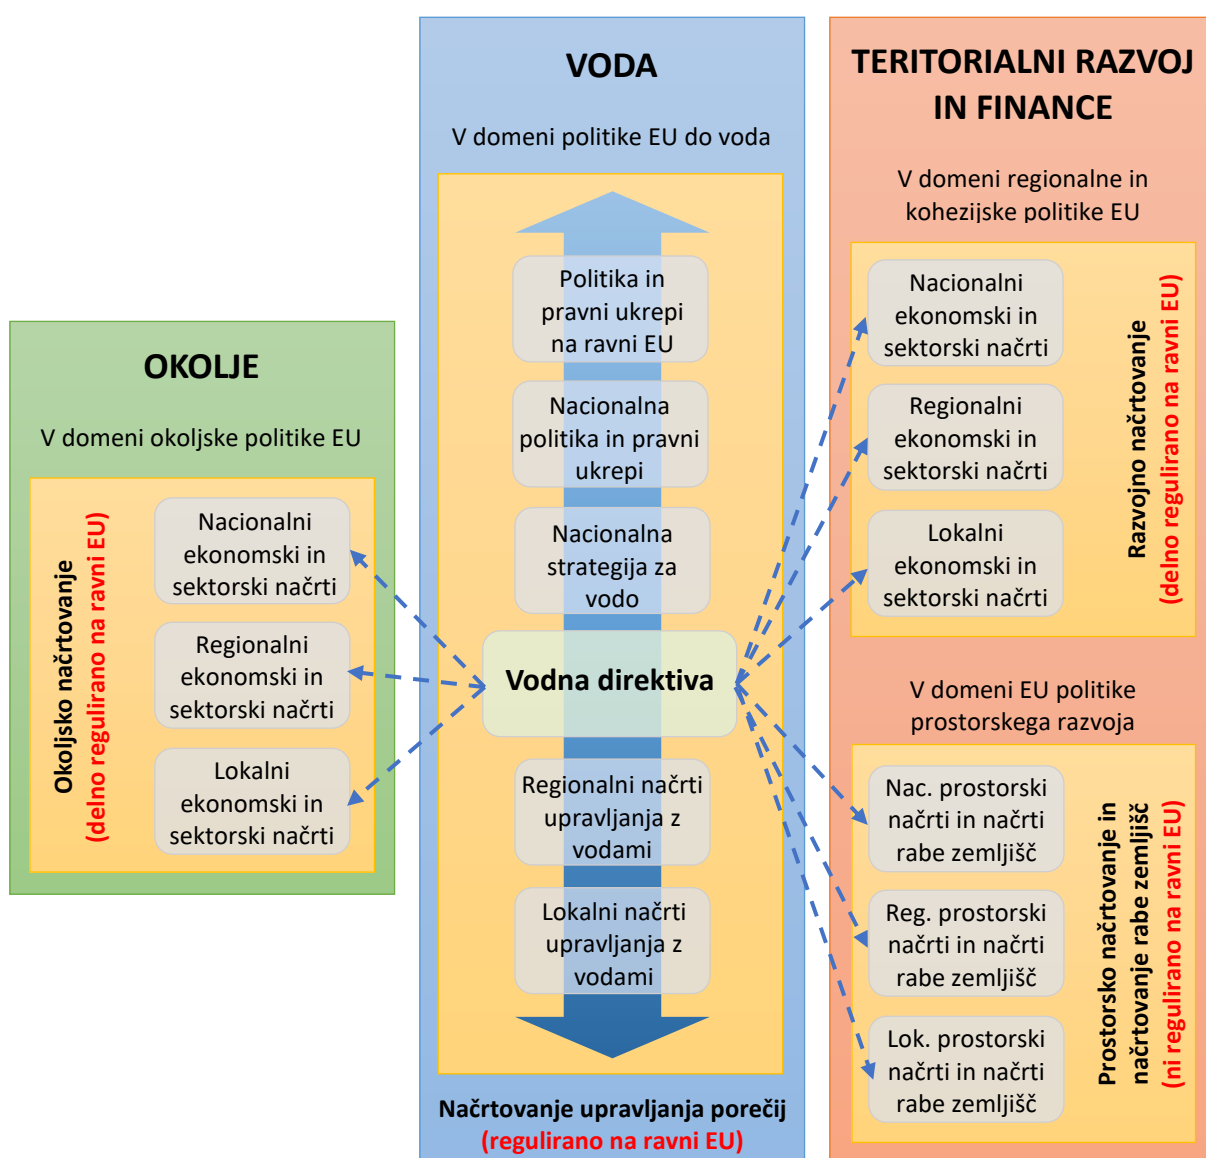 OKOLJE
V domeni okoljske politike EU
Okoljsko načrtovanje
(delno regulirano na ravni EU)
Nacionalni
ekonomski in
sektorski načrti
Regionalni
ekonomski in
sektorski načrti
Lokalni
ekonomski in
sektorski načrti
VODA
V domeni politike EU do voda
Politika in
pravni ukrepi
na ravni EU
Nacionalna
politika in pravni
ukrepi
Nacionalna
strategija za
vodo
Vodna direktiva
Regionalni načrti
upravljanja z
vodami
Lokalni načrti
upravljanja z
vodami
Načrtovanje upravljanja porečij
(regulirano na ravni EU)
TERITORIALNI RAZVOJ
IN FINANCE
V domeni regionalne in
kohezijske politike EU
Nacionalni
ekonomski in
sektorski načrti
Regionalni
ekonomski in
sektorski načrti
Lokalni
ekonomski in
sektorski načrti
Razvojno načrtovanje
(delno regulirano na ravni EU)
V domeni EU politike
prostorskega razvoja
Nac. prostorski
načrti in načrti
rabe zemljišč
Reg. prostorski
načrti in načrti
rabe zemljišč
Lok. prostorski
načrti in načrti
rabe zemljišč
Prostorsko načrtovanje in
načrtovanje rabe zemljišč
(ni regulirano na ravni EU)